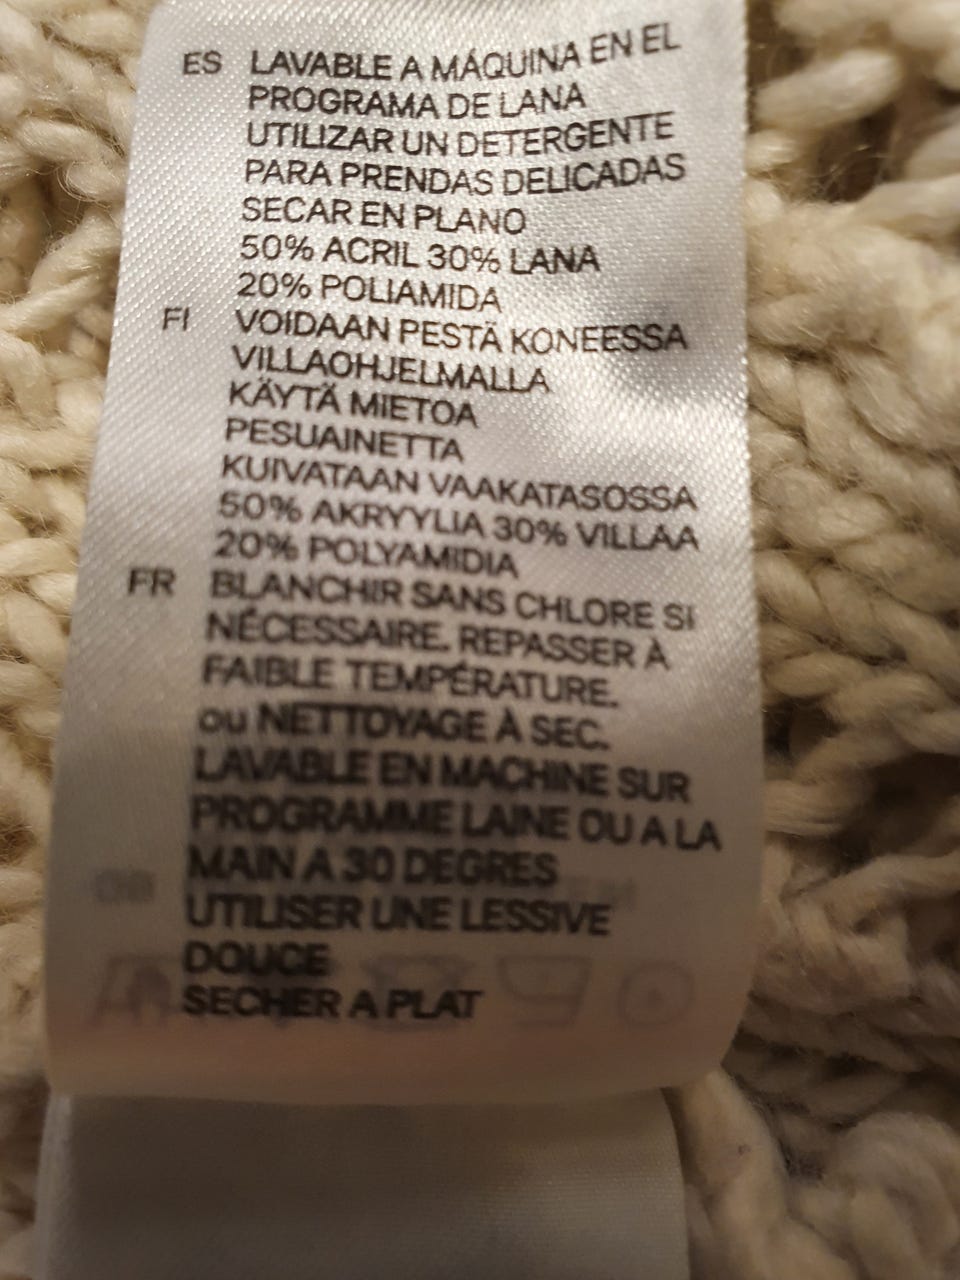 ES LAVABLE A MÁQUINA EN EL
PROGRAMA DE LANA
UTILIZAR UN DETERGENTE
PARA PRENDAS DELICADAS
SECAR EN PLANO
50% ACRIL 30% LANA
20% POLIAMIDA
FI VOIDAAN PESTÄ KONEESSA
VILLAOHJELMALLA
KÄYTÄ MIETOA
PESUAINETTA
KUIVATAAN VAAKATASOSSA
50% AKRYYLIA 30% VILLAA
20% POLYAMIDIA
FR BLANCHIR SANS CHLORE SI
NÉCESSAIRE. REPASSER À
FAIBLE TEMPÉRATURE.
ou NETTOYAGE À SEC.
LAVABLE EN MACHINE SUR
PROGRAMME LAINE OU A LA
MAIN A 30 DEGRES
UTILISER UNE LESSIVE
DOUCE
SECHER A PLAT